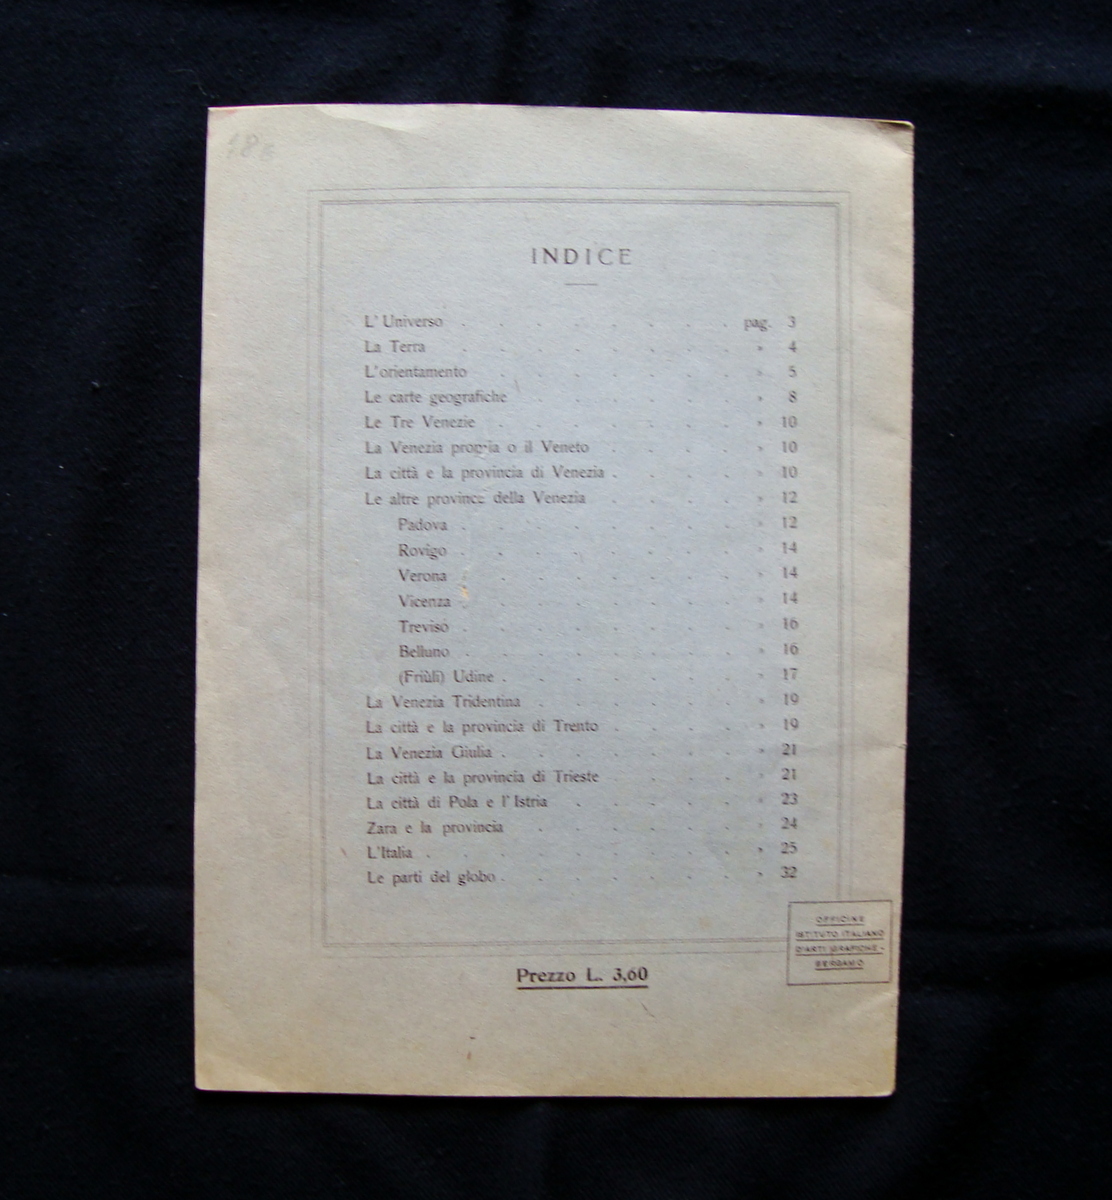 INDICE
L'Universo . . . . . . . . pag. 3
La Terra . . . . . . . . » 4
L'orientamento . . . . . . . » 5
Le carte geografiche . . . . . . » 8
Le Tre Venezie . . . . . . . » 10
La Venezia propria o il Veneto . . . . » 10
La città e la provincia di Venezia . . . . » 10
Le altre province della Venezia . . . . » 12
Padova . . . . . . . . » 12
Rovigo . . . . . . . . » 14
Verona . . . . . . . » 14
Vicenza . . . . . . . . » 14
Treviso . . . . . . . . » 16
Belluno . . . . . . . . » 16
(Friùli) Udine . . . . . . . » 17
La Venezia Tridentina . . . . . . » 19
La città e la provincia di Trento . . . . » 19
La Venezia Giulia . . . . . . . » 21
La città e la provincia di Trieste . . . . » 21
La città di Pola e l'Istria . . . . . » 23
Zara e la provincia . . . . . . » 24
L'Italia . . . . . . . . . » 25
Le parti del globo . . . . . . . » 32
OFFICINE
ISTITUTO ITALIANO
D'ARTI GRAFICHE -
BERGAMO
Prezzo L. 3,60